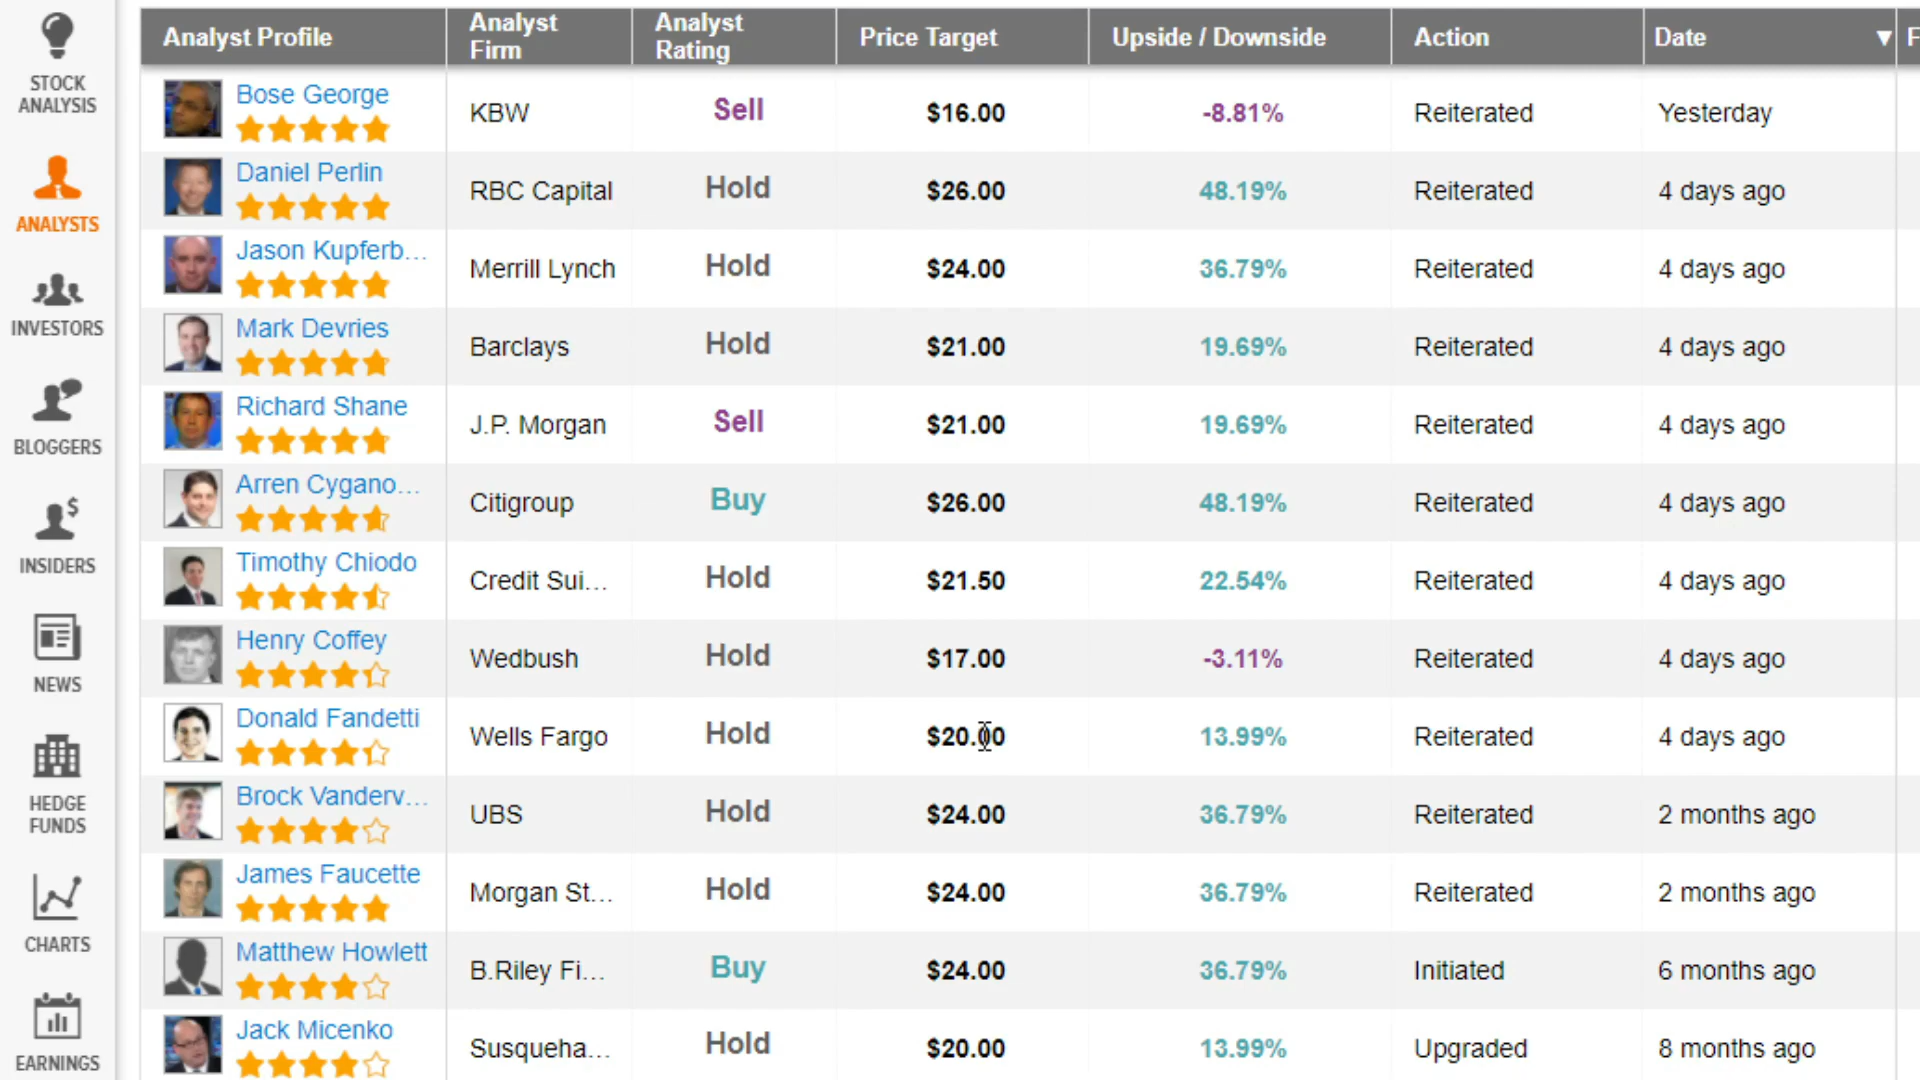 Analyst Profile Analyst Firm Analyst Rating Price Target Upside / Downside Action Date ▼ F
Bose George KBW Sell $16.00 -8.81% Reiterated Yesterday
Daniel Perlin RBC Capital Hold $26.00 48.19% Reiterated 4 days ago
Jason Kupferb... Merrill Lynch Hold $24.00 36.79% Reiterated 4 days ago
Mark Devries Barclays Hold $21.00 19.69% Reiterated 4 days ago
Richard Shane J.P. Morgan Sell $21.00 19.69% Reiterated 4 days ago
Arren Cygano... Citigroup Buy $26.00 48.19% Reiterated 4 days ago
Timothy Chiodo Credit Sui... Hold $21.50 22.54% Reiterated 4 days ago
Henry Coffey Wedbush Hold $17.00 -3.11% Reiterated 4 days ago
Donald Fandetti Wells Fargo Hold $20.00 13.99% Reiterated 4 days ago
Brock Vanderv... UBS Hold $24.00 36.79% Reiterated 2 months ago
James Faucette Morgan St... Hold $24.00 36.79% Reiterated 2 months ago
Matthew Howlett B.Riley Fi... Buy $24.00 36.79% Initiated 6 months ago
Jack Micenko Susqueha... Hold $20.00 13.99% Upgraded 8 months ago
STOCK
ANALYSIS
ANALYSTS
INVESTORS
BLOGGERS
INSIDERS
NEWS
HEDGE
FUNDS
CHARTS
EARNINGS